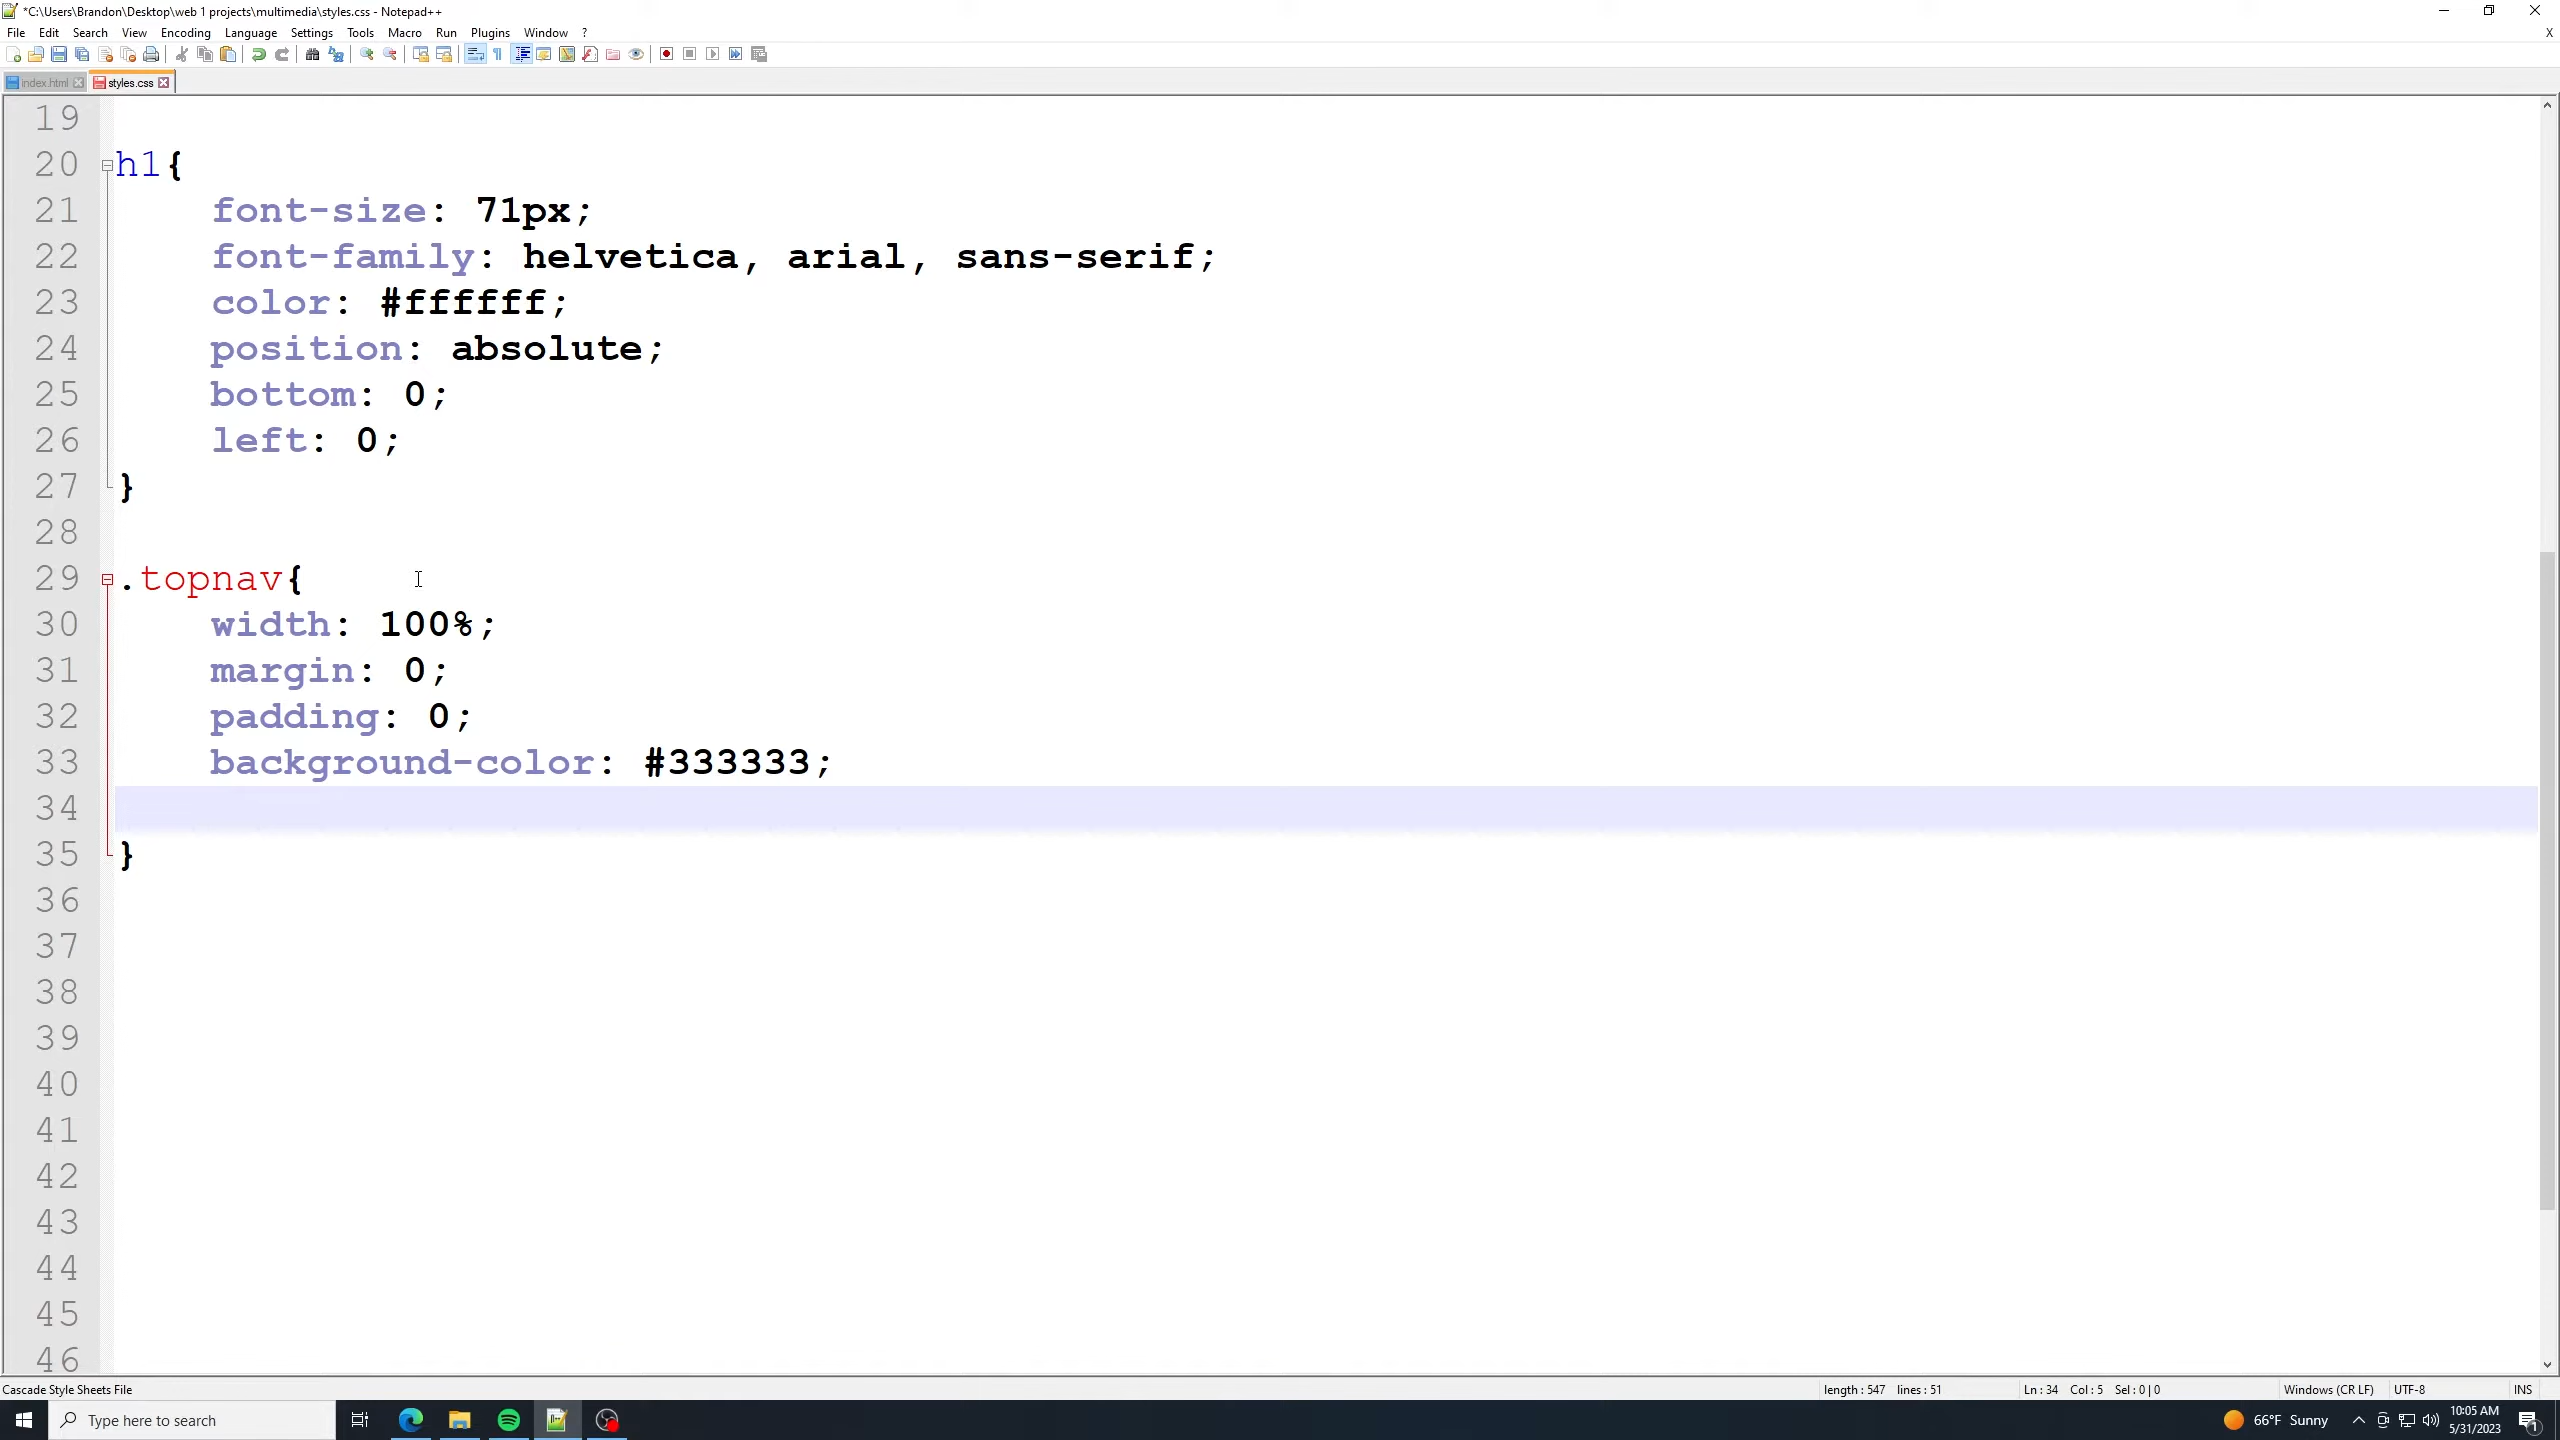 *C:\Users\Brandon\Desktop\web 1 projects\multimedia\styles.css - Notepad++
File Edit Search View Encoding Language Settings Tools Macro Run Plugins Window ? X
index.html styles.css
19
20 h1{
21 font-size: 71px;
22 font-family: helvetica, arial, sans-serif;
23 color: #ffffff;
24 position: absolute;
25 bottom: 0;
26 left: 0;
27 }
28
29 .topnav{
30 width: 100%;
31 margin: 0;
32 padding: 0;
33 background-color: #333333;
34
35 }
36
37
38
39
40
41
42
43
44
45
46
Cascade Style Sheets File length : 547 lines : 51 Ln : 34 Col : 5 Sel : 0 | 0 Windows (CR LF) UTF-8 INS
Type here to search 66°F Sunny 10:05 AM
5/31/2023 1